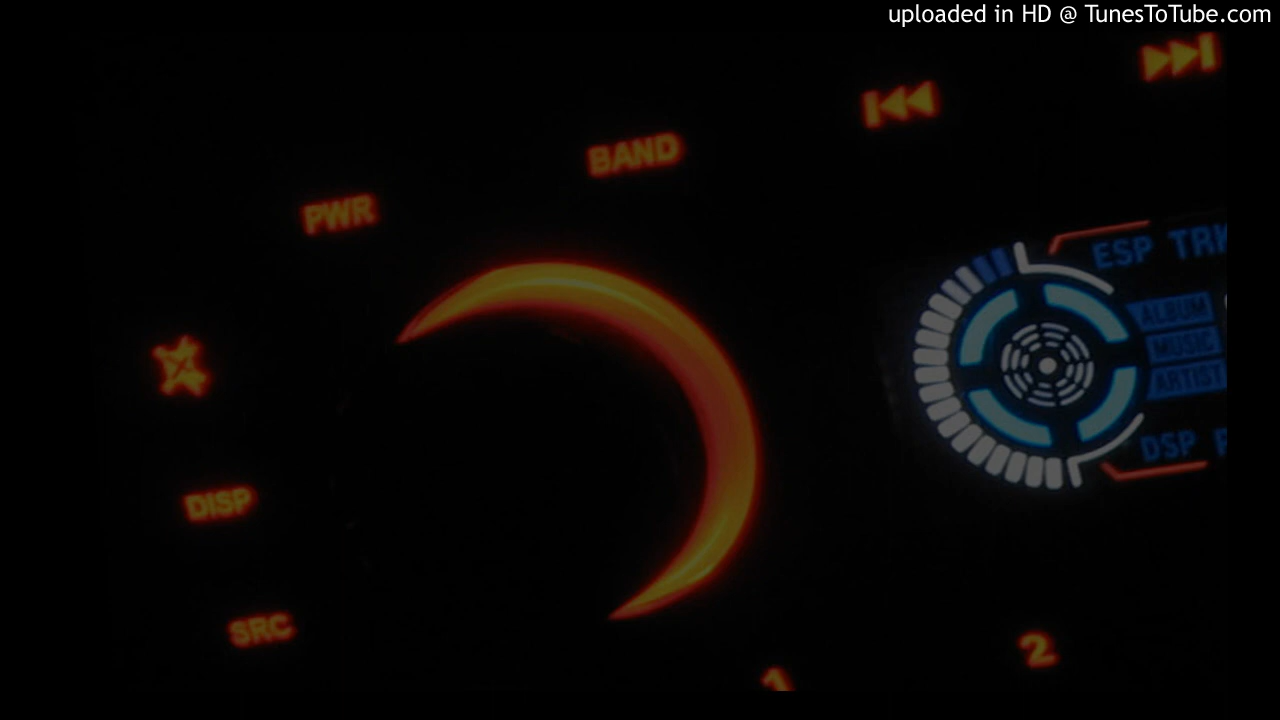 uploaded in HD @ TunesToTube.com
BAND
PWR
ESP TRK
ALBUM
MUSIC
ARTIST
DSP
DISP
SRC
2
1